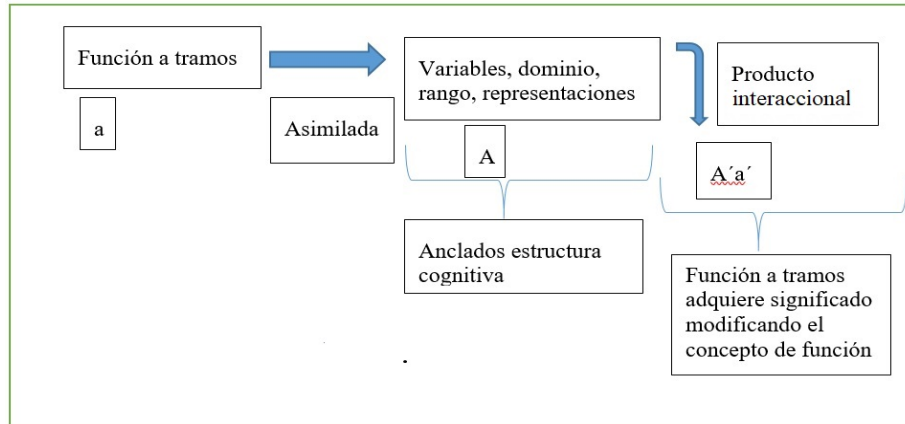 Función a tramos
a
Asimilada
Variables, dominio,
rango, representaciones
A
Anclados estructura
cognitiva
Producto
interaccional
A´a´
Función a tramos
adquiere significado
modificando el
concepto de función